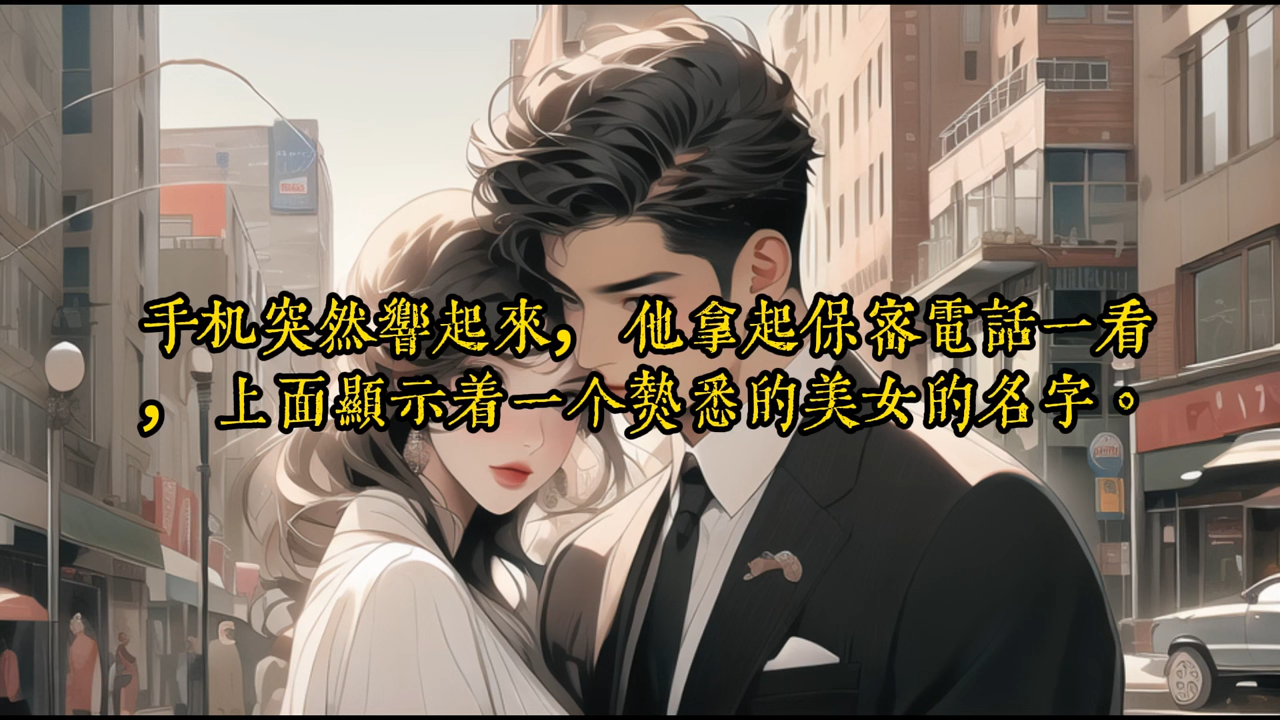 手机突然響起來，他拿起保密電話一看
，上面顯示着一个熟悉的美女的名字。